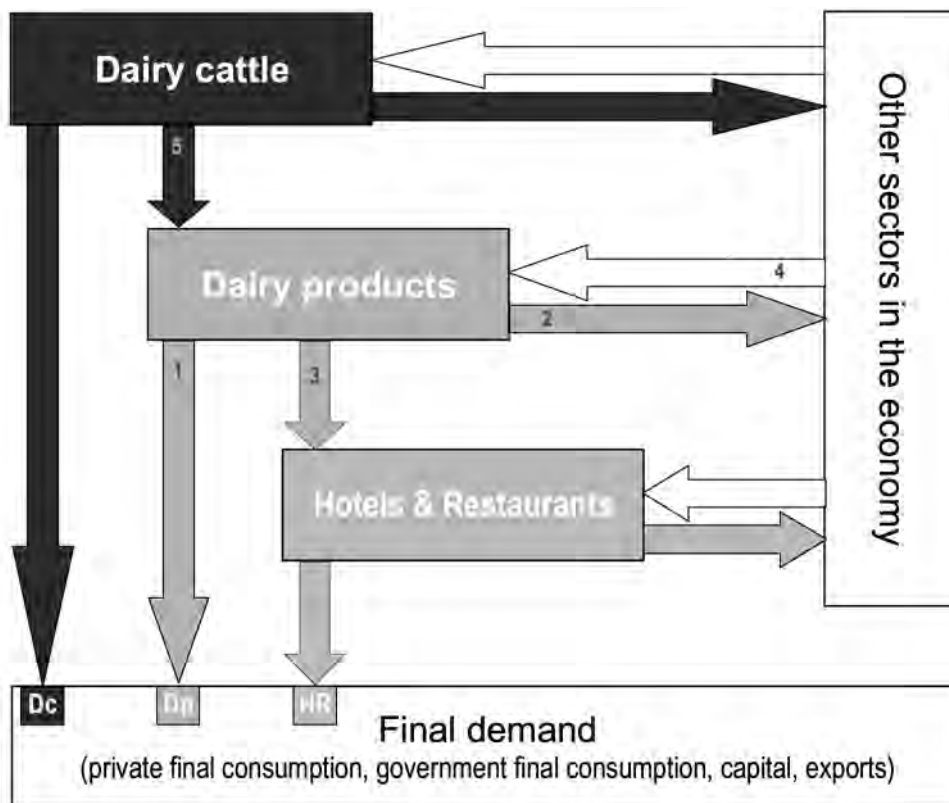 Dairy cattle
5
Dairy products
4
2
1
3
Hotels & Restaurants
Other sectors in the economy
Dc
Dp
HR
Final demand
(private final consumption, government final consumption, capital, exports)